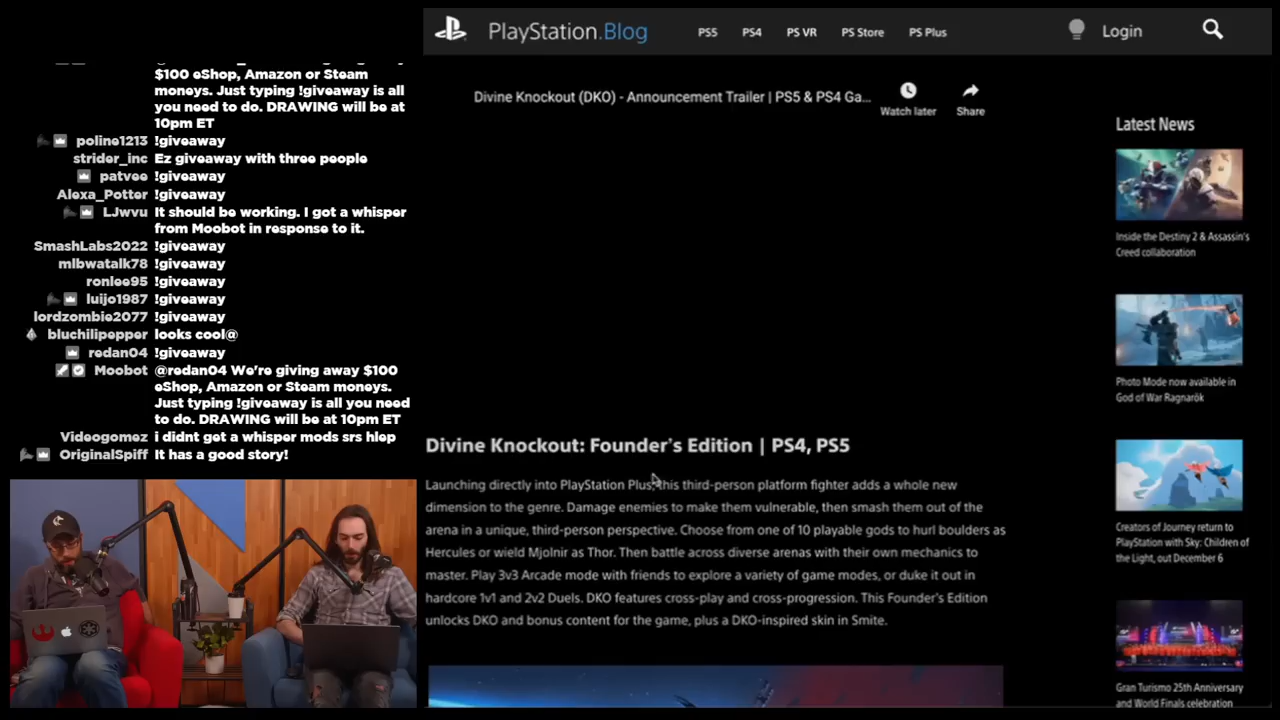 $100 eShop, Amazon or Steam
moneys. Just typing !giveaway is all
you need to do. DRAWING will be at
10pm ET
poline1213 !giveaway
strider_inc Ez giveaway with three people
patvee !giveaway
Alexa_Potter !giveaway
LJwvu It should be working. I got a whisper
from Moobot in response to it.
SmashLabs2022 !giveaway
mlbwatalk78 !giveaway
ronlee95 !giveaway
luijo1987 !giveaway
lordzombie2077 !giveaway
bluchilipepper looks cool@
redan04 !giveaway
Moobot @redan04 We're giving away $100
eShop, Amazon or Steam moneys.
Just typing !giveaway is all you need
to do. DRAWING will be at 10pm ET
Videogomez i didnt get a whisper mods srs hlep
OriginalSpiff It has a good story!
PlayStation.Blog
PS5 PS4 PS VR PS Store PS Plus
Login
Divine Knockout (DKO) - Announcement Trailer | PS5 & PS4 Ga...
Watch later
Share
Divine Knockout: Founder's Edition | PS4, PS5
Launching directly into PlayStation Plus, this third-person platform fighter adds a whole new
dimension to the genre. Damage enemies to make them vulnerable, then smash them out of the
arena in a unique, third-person perspective. Choose from one of 10 playable gods to hurl boulders as
Hercules or wield Mjolnir as Thor. Then battle across diverse arenas with their own mechanics to
master. Play 3v3 Arcade mode with friends to explore a variety of game modes, or duke it out in
hardcore 1v1 and 2v2 Duels. DKO features cross-play and cross-progression. This Founder's Edition
unlocks DKO and bonus content for the game, plus a DKO-inspired skin in Smite.
Latest News
Inside the Destiny 2 & Assassin's
Creed collaboration
Photo Mode now available in
God of War Ragnarök
Creators of Journey return to
PlayStation with Sky: Children of
the Light, out December 6
Gran Turismo 25th Anniversary
and World Finals celebration